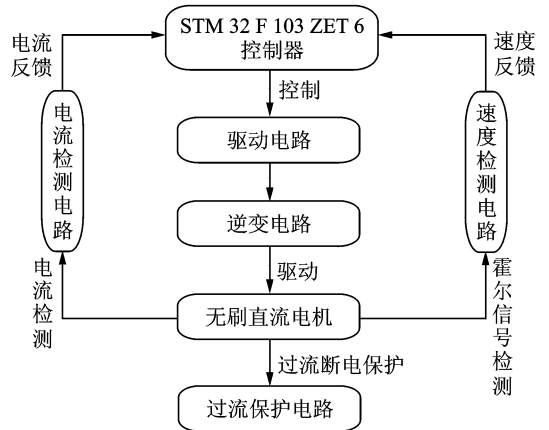 STM 32 F 103 ZET 6
控制器
电流
反馈
速度
反馈
控制
电流检测电路
驱动电路
速度检测电路
逆变电路
驱动
电流检测
无刷直流电机
霍尔信号检测
过流断电保护
过流保护电路